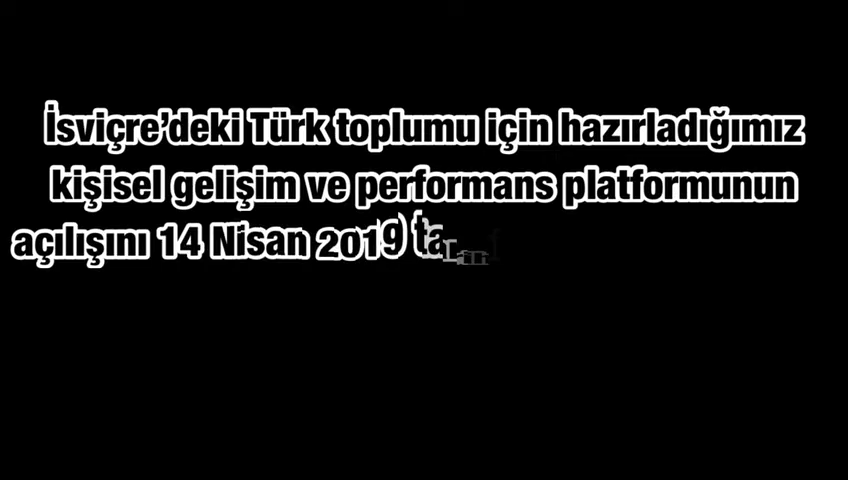 İsviçre’deki Türk toplumu için hazırladığımız
kişisel gelişim ve performans platformunun
açılışını 14 Nisan 2019